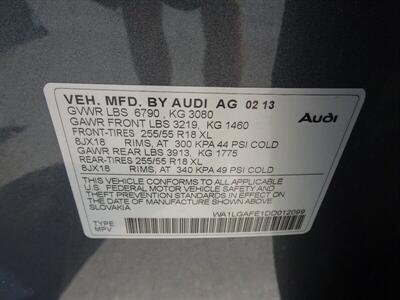 VEH. MFD. BY AUDI AG 02 13
GVWR LBS 6790 , KG 3080
GAWR FRONT LBS 3219, KG 1460
FRONT-TIRES 255/55 R18 XL
8JX18 RIMS, AT 300 KPA 44 PSI COLD
GAWR REAR LBS 3913, KG 1775
REAR-TIRES 255/55 R18 XL
8JX18 RIMS, AT 340 KPA 49 PSI COLD
Audi
THIS VEHICLE CONFORMS TO ALL APPLICABLE
U.S. FEDERAL MOTOR VEHICLE SAFETY AND
THEFT PREVENTION STANDARDS IN EFFECT ON
THE DATE OF MANUFACTURE SHOWN ABOVE
SLOVAKIA
WA1LGAFE1DD012099
TYPE:
MPV